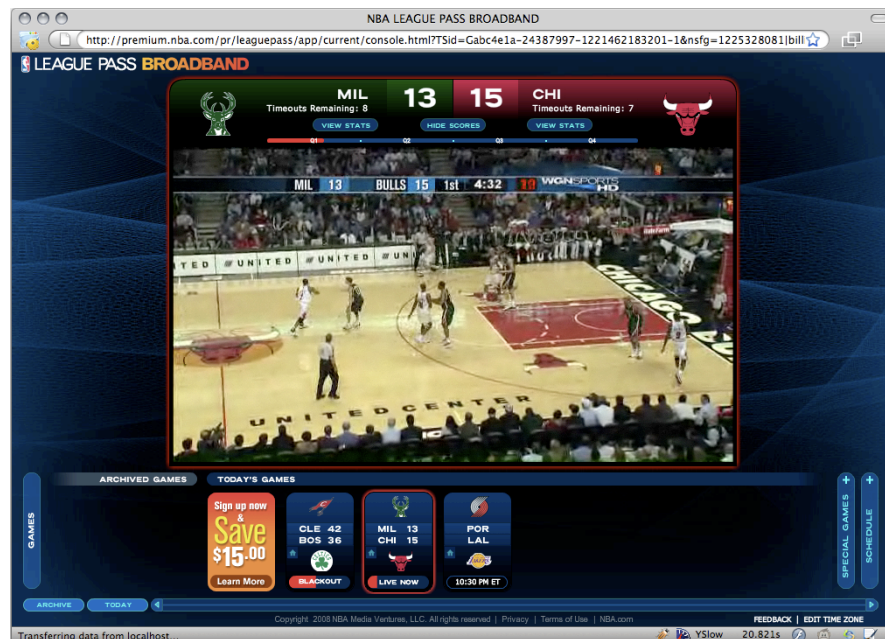 NBA LEAGUE PASS BROADBAND
http://premium.nba.com/pr/leaguepass/app/current/console.html?TSid=Gabc4e1a-24387997-1221462183201-1&nsfg=1225328081|bill
LEAGUE PASS BROADBAND
MIL 13 15 CHI
Timeouts Remaining: 8 Timeouts Remaining: 7
VIEW STATS HIDE SCORES VIEW STATS
Q1 Q2 Q3 Q4
MIL 13 BULLS 15 1st 4:32 WGNSPORTS HD
UNITED UNITED UNITED
CHICAGO
UNITED CENTER
ARCHIVED GAMES TODAY'S GAMES
GAMES
Sign up now
&
Save
$15.00
Learn More
CLE 42
BOS 36
BLACKOUT
MIL 13
CHI 15
LIVE NOW
POR
LAL
10:30 PM ET
SPECIAL GAMES
SCHEDULE
ARCHIVE TODAY
Copyright 2008 NBA Media Ventures, LLC. All rights reserved | Privacy | Terms of Use | NBA.com FEEDBACK | EDIT TIME ZONE
Transferring data from localhost... YSlow 20.821s